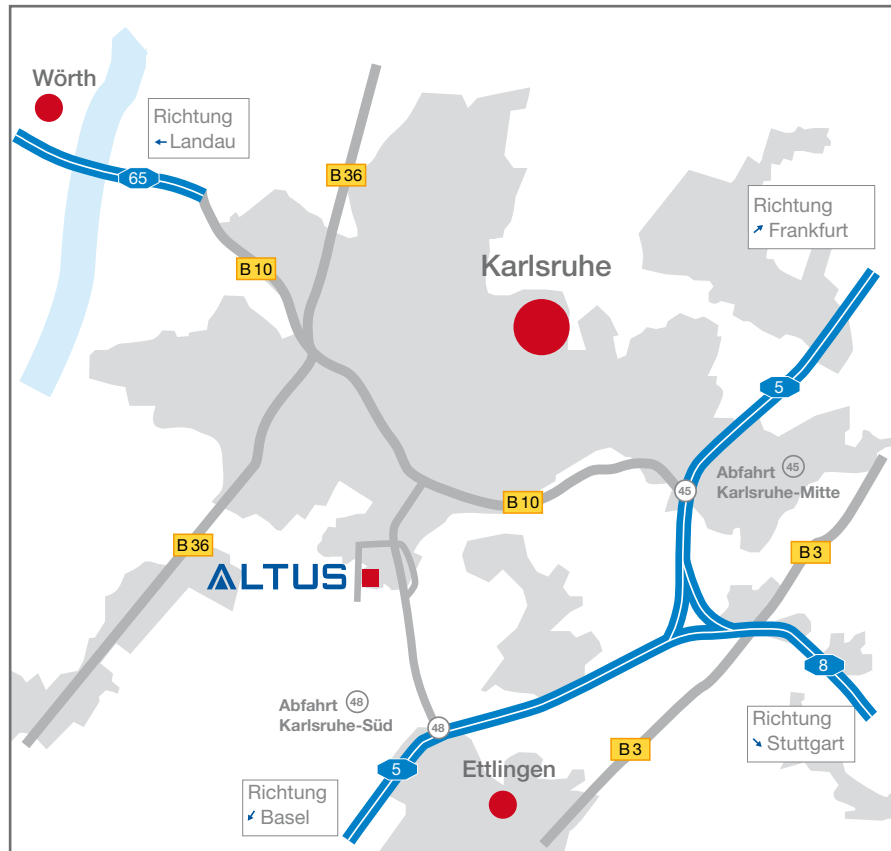 Wörth
Richtung
Landau
65
B 36
B 10
Karlsruhe
Richtung
Frankfurt
5
Abfahrt 45
Karlsruhe-Mitte
45
B 10
B 36
B 3
ALTUS
8
Abfahrt 48
Karlsruhe-Süd
48
Richtung
Stuttgart
B 3
5
Ettlingen
Richtung
Basel